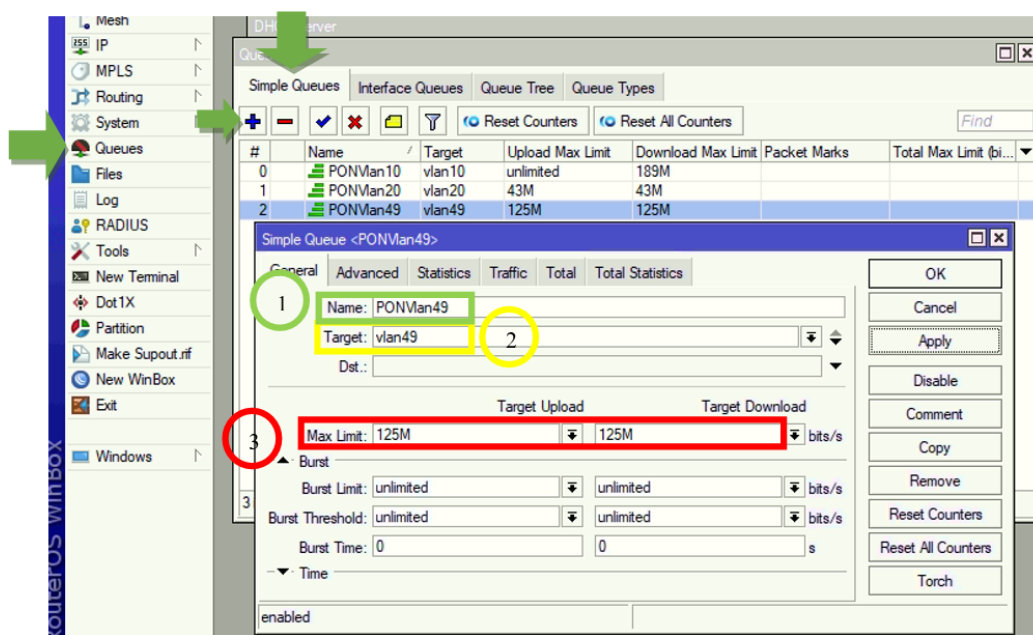 Mesh
IP
MPLS
Routing
System
Queues
Files
Log
RADIUS
Tools
New Terminal
Dot1X
Partition
Make Supout.rif
New WinBox
Exit
Windows
RouterOS WinBox
Simple Queues Interface Queues Queue Tree Queue Types
Reset Counters Reset All Counters Find
# Name Target Upload Max Limit Download Max Limit Packet Marks Total Max Limit (bi...
0 PONVlan10 vlan10 unlimited 189M
1 PONVlan20 vlan20 43M 43M
2 PONVlan49 vlan49 125M 125M
3
Simple Queue <PONVlan49>
General Advanced Statistics Traffic Total Total Statistics
1 Name: PONVlan49
Target: vlan49 2
Dst.:
Target Upload Target Download
3 Max Limit: 125M 125M bits/s
Burst
Burst Limit: unlimited unlimited bits/s
Burst Threshold: unlimited unlimited bits/s
Burst Time: 0 0 s
Time
enabled
OK
Cancel
Apply
Disable
Comment
Copy
Remove
Reset Counters
Reset All Counters
Torch